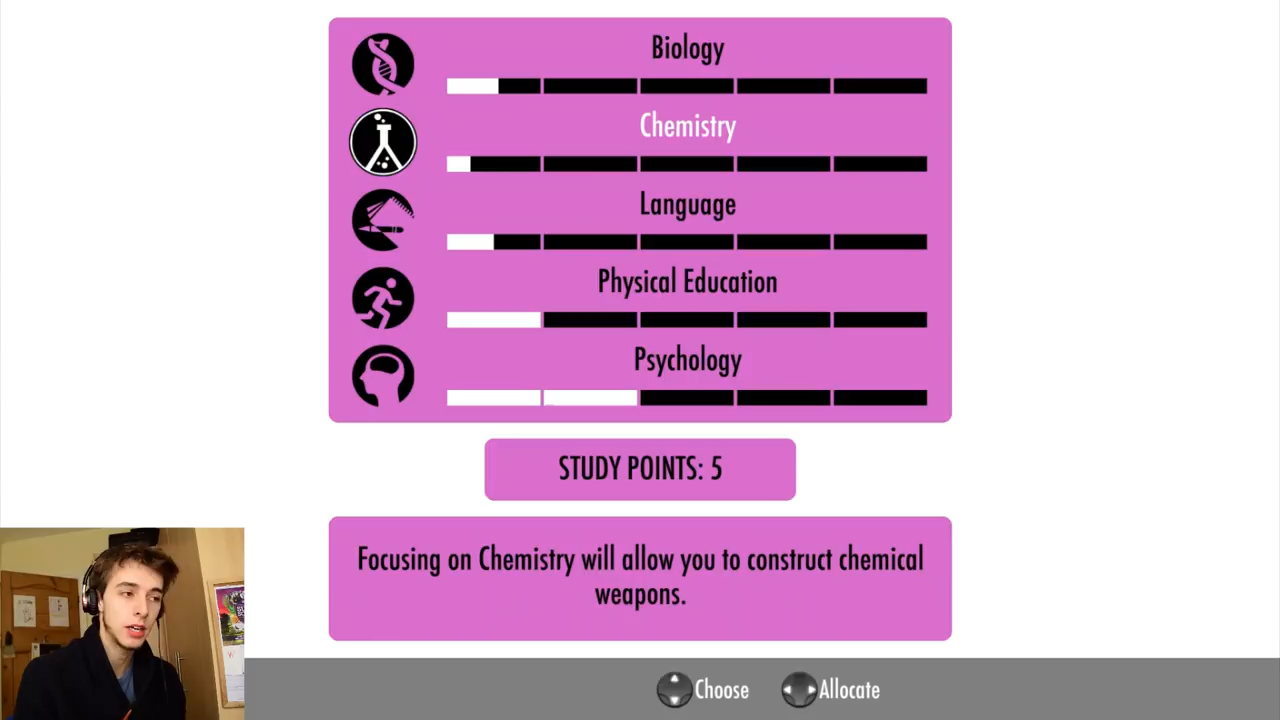 Biology
Chemistry
Language
Physical Education
Psychology
STUDY POINTS: 5
Focusing on Chemistry will allow you to construct chemical
weapons.
Choose
Allocate